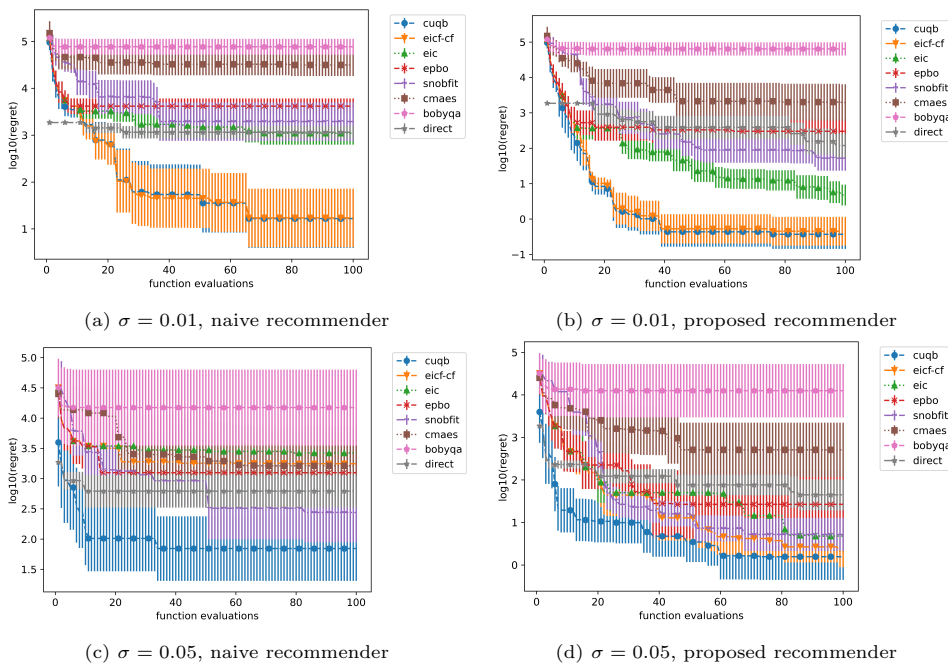 5
4
3
2
1
log10(regret)
0
20
40
60
80
100
function evaluations
cuqb
eicf-cf
eic
epbo
snobfit
cmaes
bobyqa
direct
(a) σ = 0.01, naive recommender
5
4
3
2
1
0
−1
log10(regret)
0
20
40
60
80
100
function evaluations
cuqb
eicf-cf
eic
epbo
snobfit
cmaes
bobyqa
direct
(b) σ = 0.01, proposed recommender
5.0
4.5
4.0
3.5
3.0
2.5
2.0
1.5
log10(regret)
0
20
40
60
80
100
function evaluations
cuqb
eicf-cf
eic
epbo
snobfit
cmaes
bobyqa
direct
(c) σ = 0.05, naive recommender
5
4
3
2
1
0
log10(regret)
0
20
40
60
80
100
function evaluations
cuqb
eicf-cf
eic
epbo
snobfit
cmaes
bobyqa
direct
(d) σ = 0.05, proposed recommender